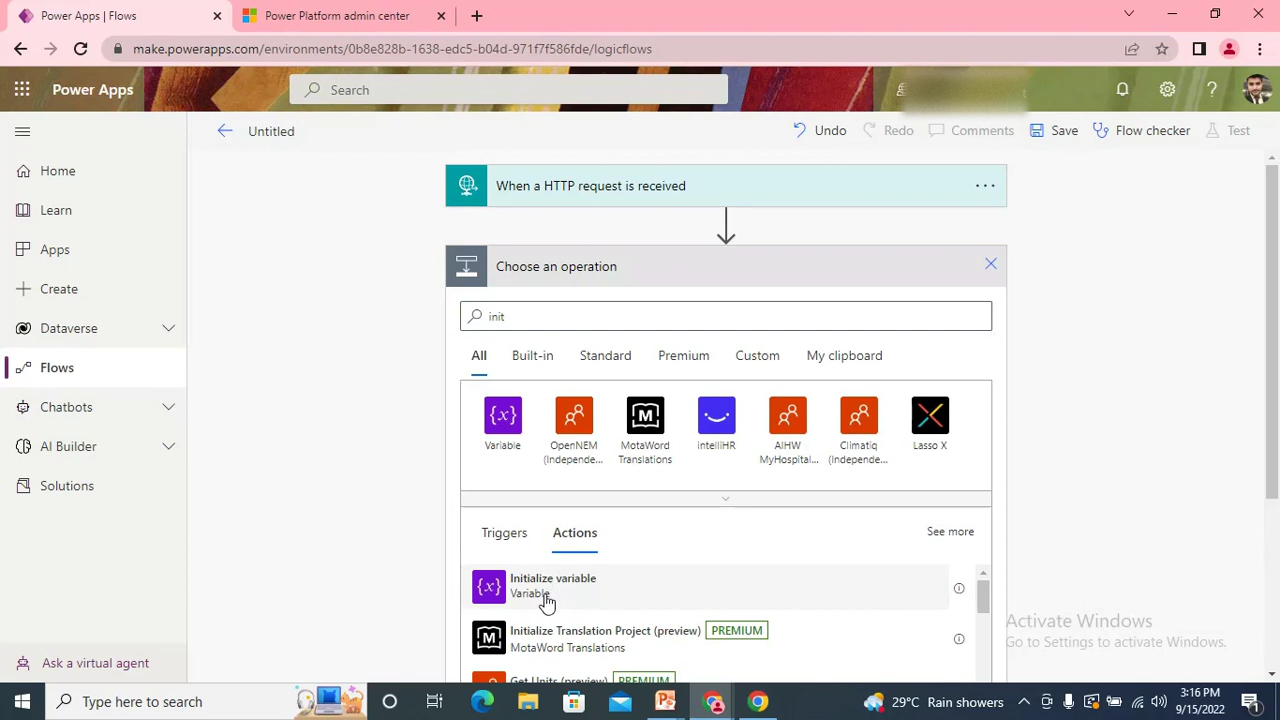 Power Apps | Flows
Power Platform admin center
make.powerapps.com/environments/0b8e828b-1638-edc5-b04d-971f7f586fde/logicflows
Power Apps
Search
Untitled
Undo
Redo
Comments
Save
Flow checker
Test
Home
Learn
Apps
Create
Dataverse
Flows
Chatbots
AI Builder
Solutions
Ask a virtual agent
When a HTTP request is received
Choose an operation
init
All
Built-in
Standard
Premium
Custom
My clipboard
Variable
OpenNEM
(Independe...
MotaWord
Translations
intelliHR
AIHW
MyHospital...
Climatiq
(Independe...
Lasso X
Triggers
Actions
See more
Initialize variable
Variable
Initialize Translation Project (preview) PREMIUM
MotaWord Translations
Get Units (preview) PREMIUM
Activate Windows
Go to Settings to activate Windows.
Type here to search
29°C Rain showers
3:16 PM
9/15/2022